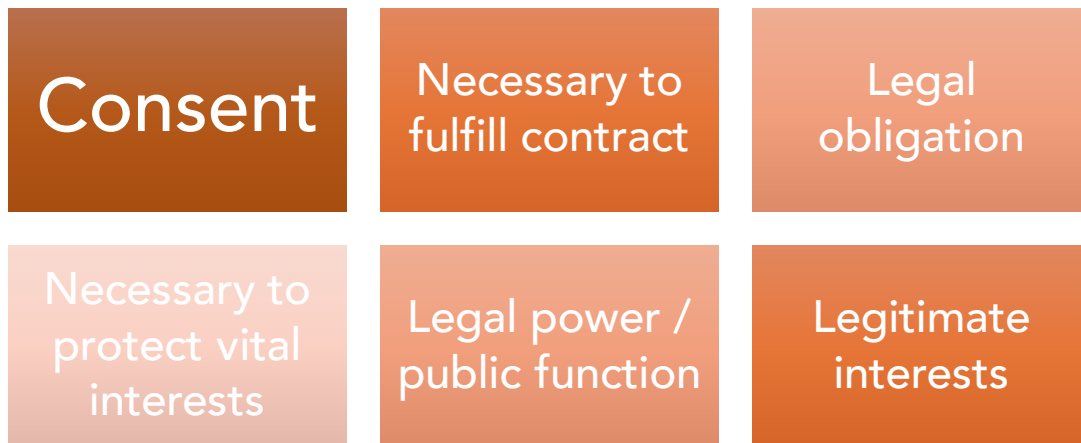 Consent
Necessary to
fulfill contract
Legal
obligation
Necessary to
protect vital
interests
Legal power /
public function
Legitimate
interests